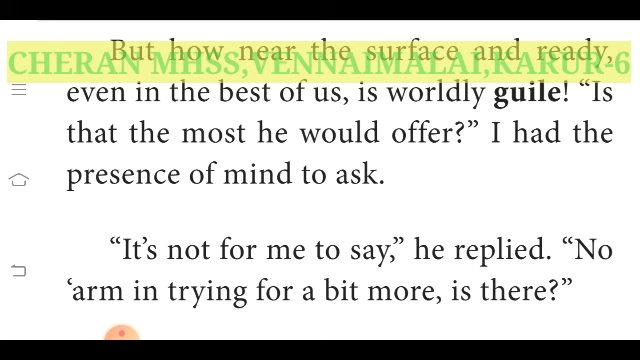 But how near the surface and ready,
CHERAN MHSS,VENNAIMALAI,KARUR-6
even in the best of us, is worldly guile! “Is
that the most he would offer?” I had the
presence of mind to ask.
“It’s not for me to say,” he replied. “No
‘arm in trying for a bit more, is there?”